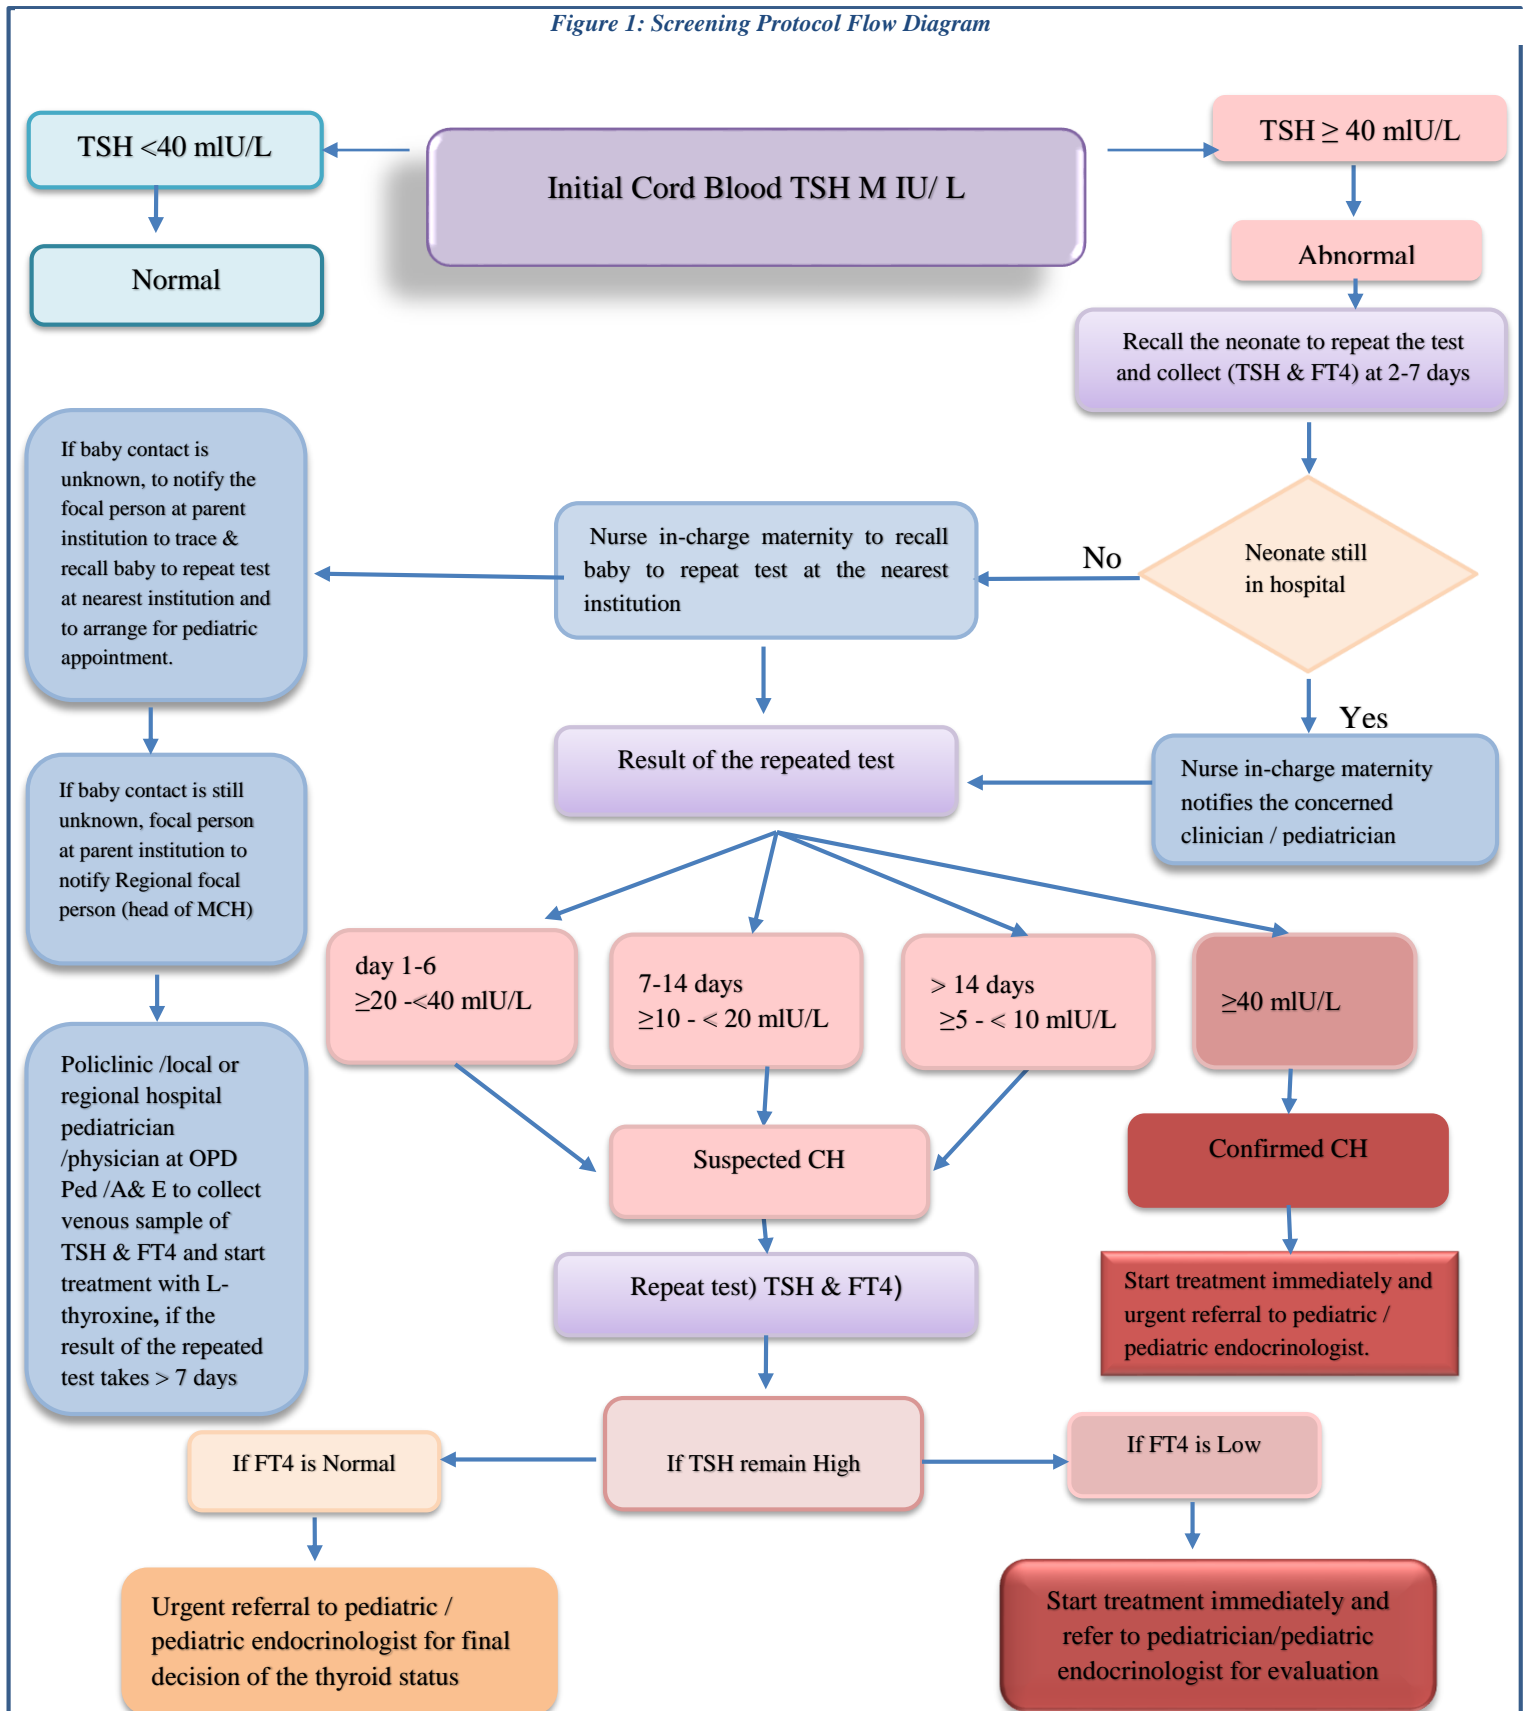 Figure 1: Screening Protocol Flow Diagram
TSH <40 mlU/L
Initial Cord Blood TSH M IU/ L
TSH ≥ 40 mlU/L
Normal
Abnormal
Recall the neonate to repeat the test
and collect (TSH & FT4) at 2-7 days
If baby contact is
unknown, to notify the
focal person at parent
institution to trace &
recall baby to repeat test
at nearest institution and
to arrange for pediatric
appointment.
Nurse in-charge maternity to recall
baby to repeat test at the nearest
institution
No
Neonate still
in hospital
Yes
Result of the repeated test
Nurse in-charge maternity
notifies the concerned
clinician / pediatrician
If baby contact is still
unknown, focal person
at parent institution to
notify Regional focal
person (head of MCH)
day 1-6
≥20 -<40 mlU/L
7-14 days
≥10 - < 20 mlU/L
> 14 days
≥5 - < 10 mlU/L
≥40 mlU/L
Policlinic /local or
regional hospital
pediatrician
/physician at OPD
Ped /A& E to collect
venous sample of
TSH & FT4 and start
treatment with L-
thyroxine, if the
result of the repeated
test takes > 7 days
Suspected CH
Confirmed CH
Repeat test) TSH & FT4)
Start treatment immediately and
urgent referral to pediatric /
pediatric endocrinologist.
If FT4 is Normal
If TSH remain High
If FT4 is Low
Urgent referral to pediatric /
pediatric endocrinologist for final
decision of the thyroid status
Start treatment immediately and
refer to pediatrician/pediatric
endocrinologist for evaluation